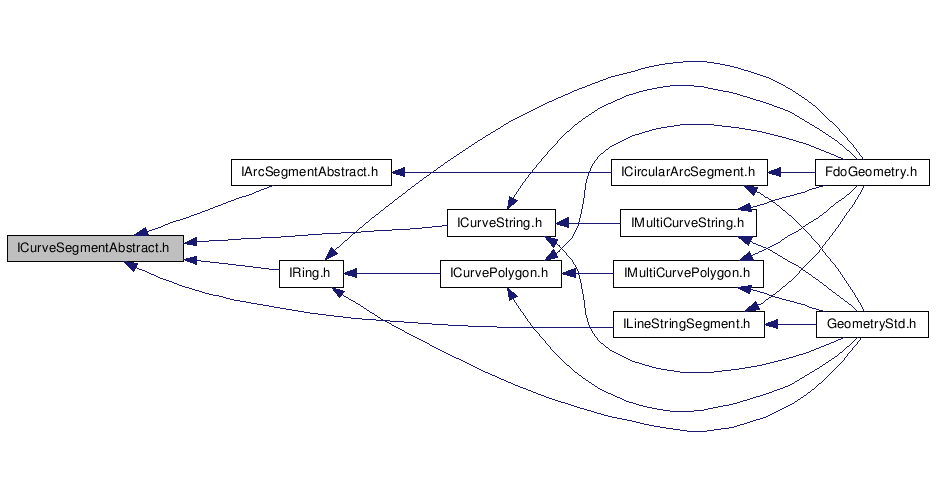 IArcSegmentAbstract.h
ICircularArcSegment.h
FdoGeometry.h
ICurveString.h
IMultiCurveString.h
ICurveSegmentAbstract.h
IRing.h
ICurvePolygon.h
IMultiCurvePolygon.h
ILineStringSegment.h
GeometryStd.h